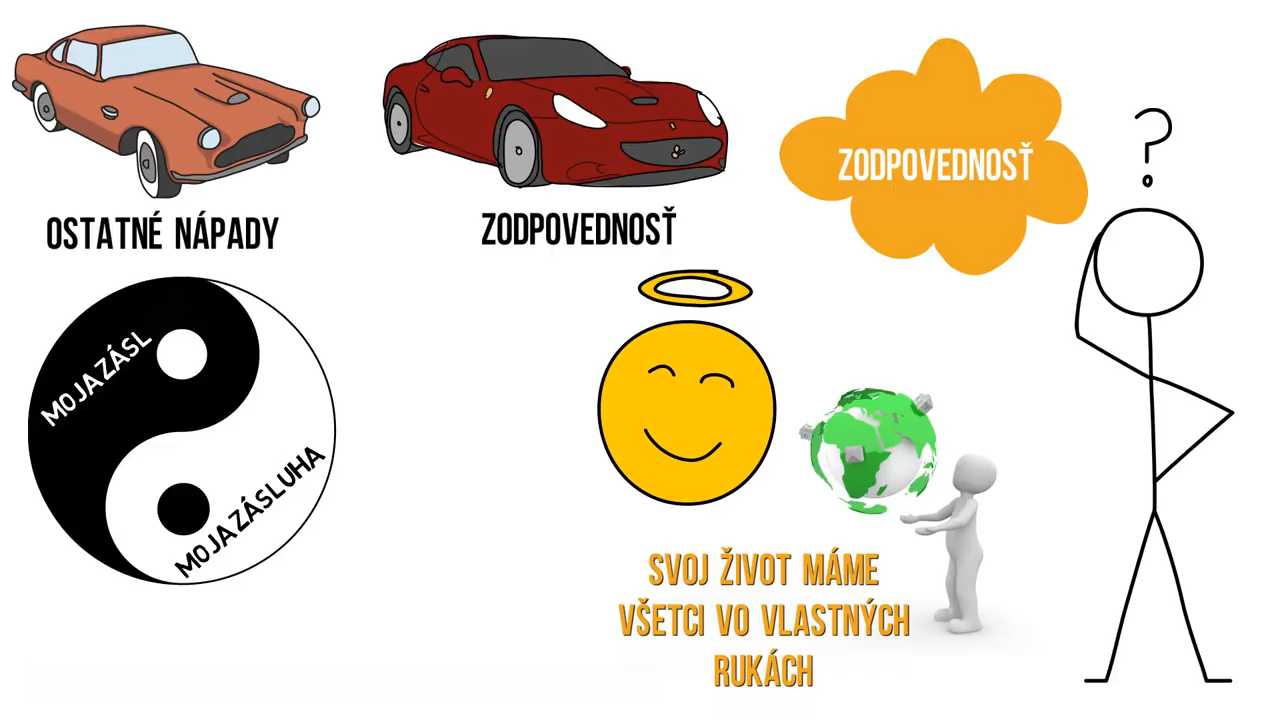 OSTATNÉ NÁPADY
ZODPOVEDNOSŤ
ZODPOVEDNOSŤ
?
MOJA ZÁSL
MOJA ZÁSLUHA
SVOJ ŽIVOT MÁME
VŠETCI VO VLASTNÝCH
RUKÁCH